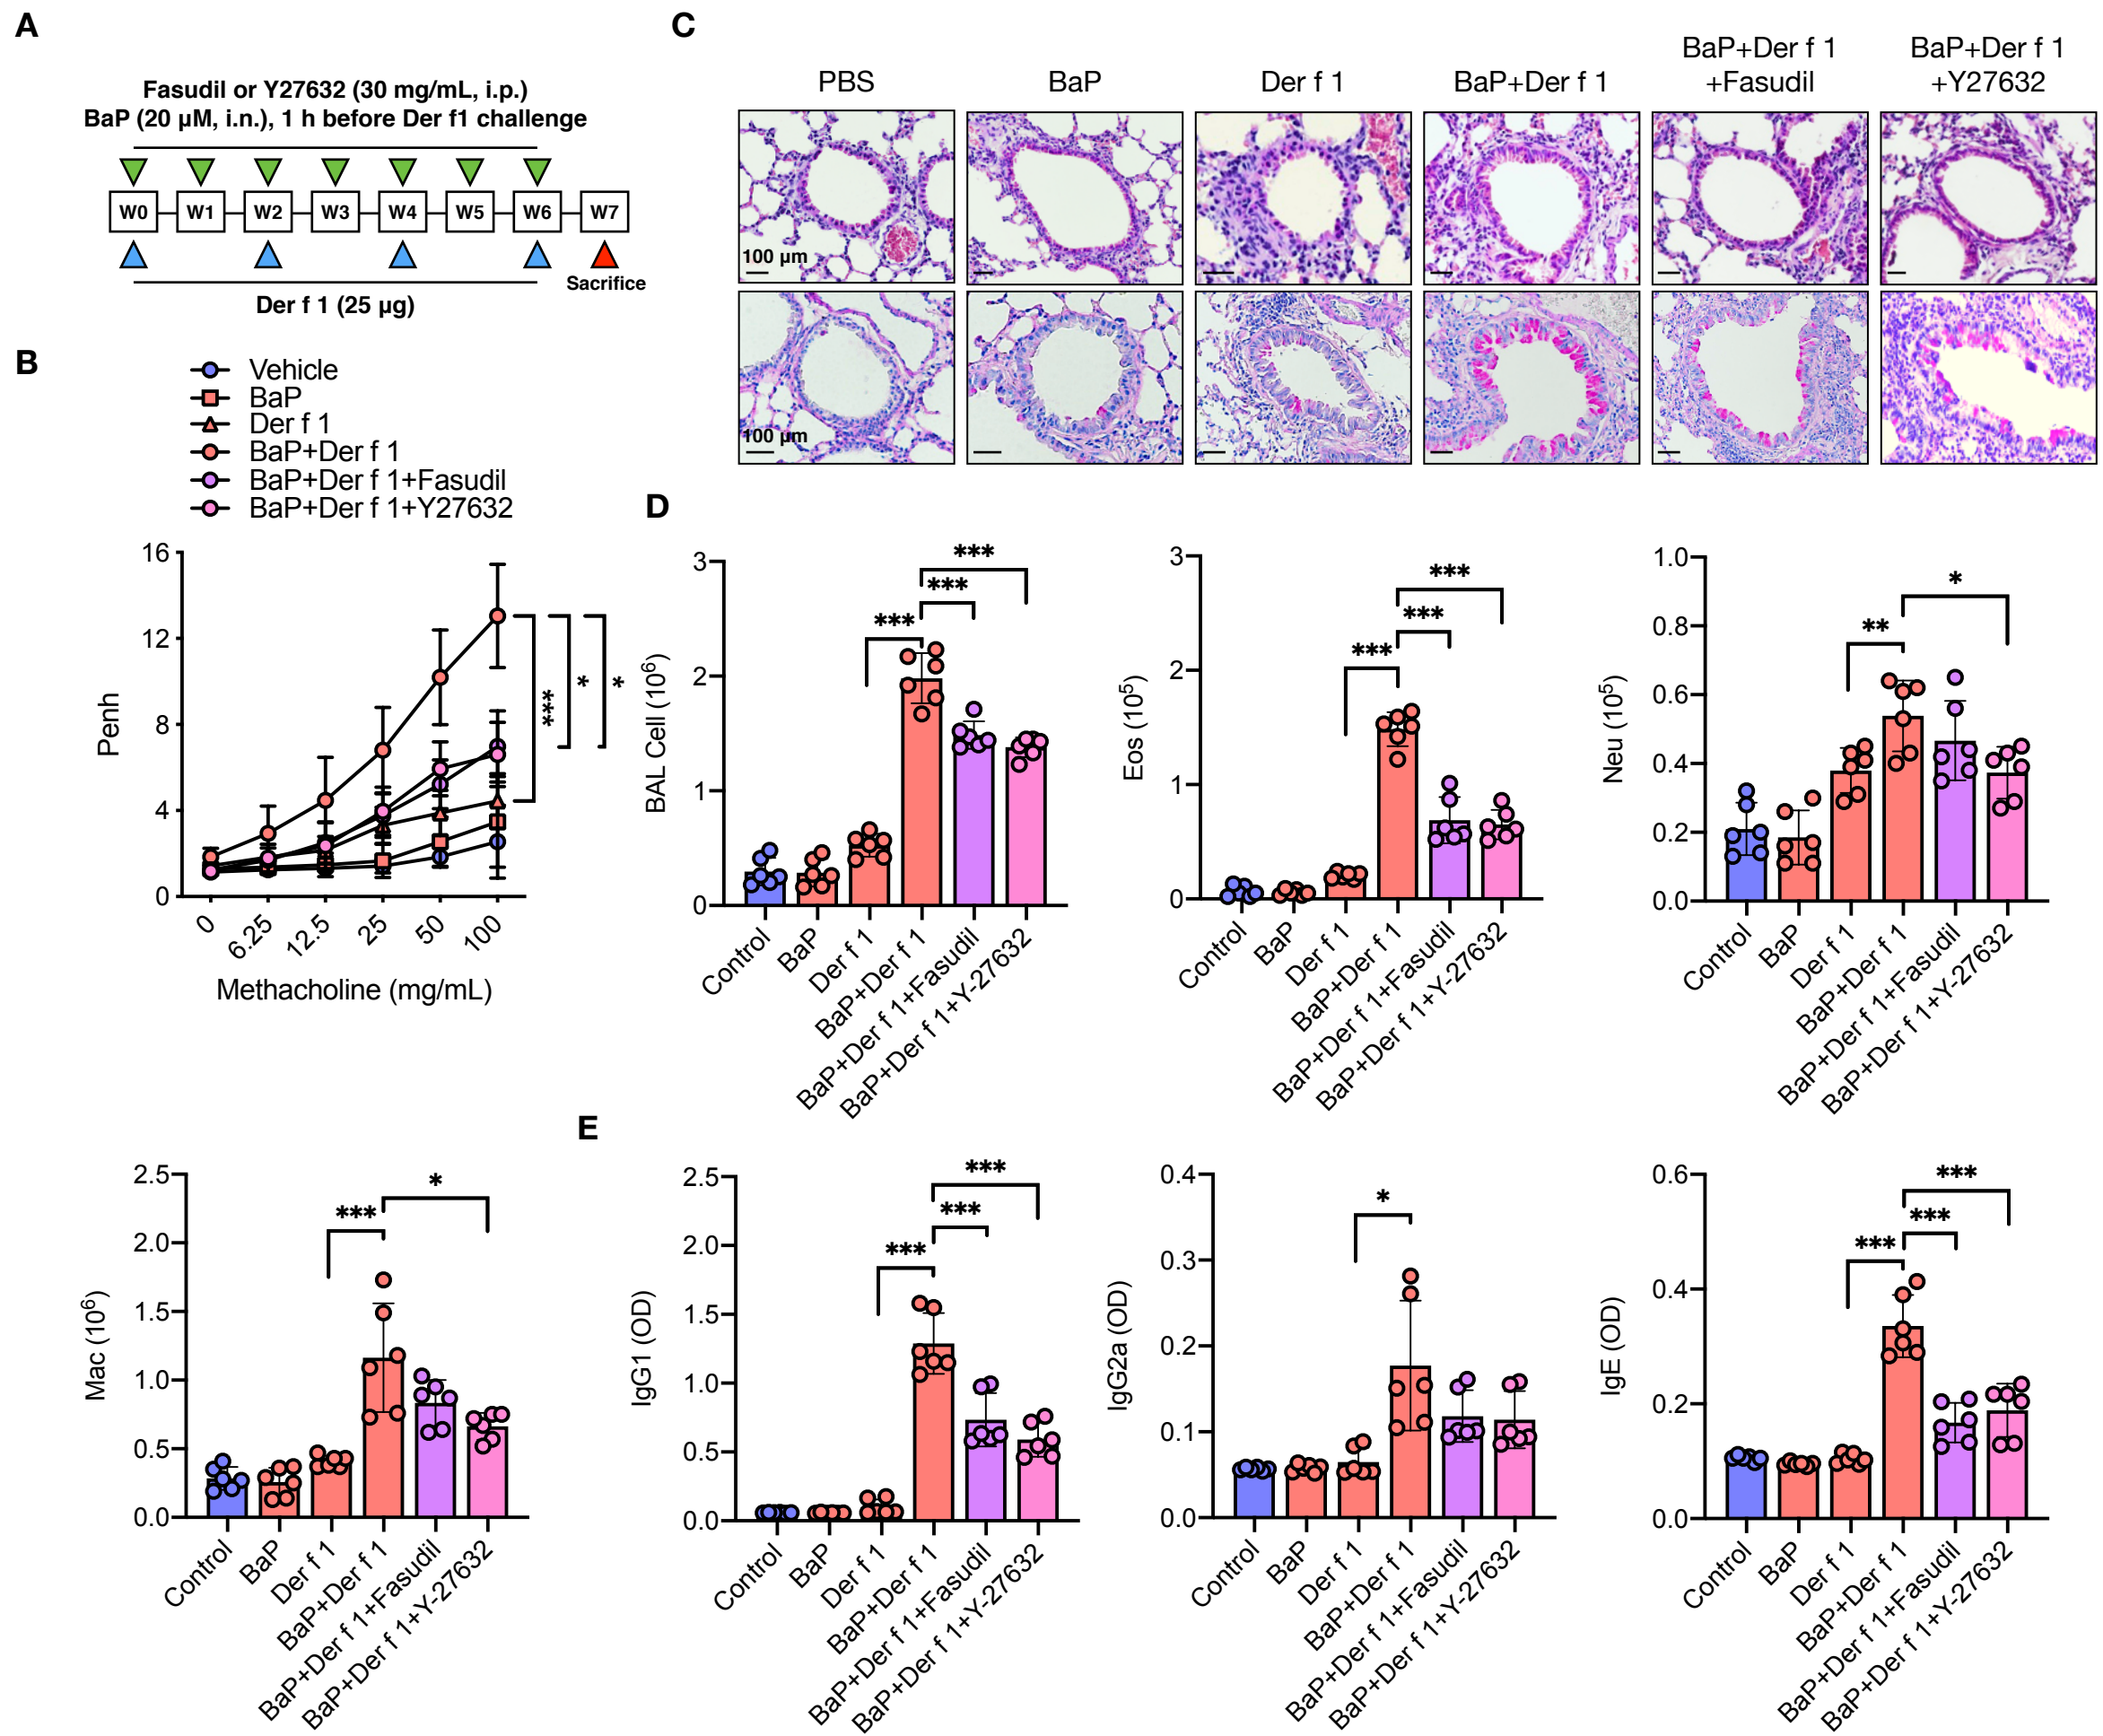 A
Fasudil or Y27632 (30 mg/mL, i.p.)
BaP (20 µM, i.n.), 1 h before Der f1 challenge
W0 W1 W2 W3 W4 W5 W6 W7
Sacrifice
Der f 1 (25 µg)
B
Vehicle
BaP
Der f 1
BaP+Der f 1
BaP+Der f 1+Fasudil
BaP+Der f 1+Y27632
Penh
16
12
8
4
0
***
*
*
0 6.25 12.5 25 50 100
Methacholine (mg/mL)
C
PBS
BaP
Der f 1
BaP+Der f 1
BaP+Der f 1
+Fasudil
BaP+Der f 1
+Y27632
100 µm
100 µm
D
BAL Cell (10⁶)
3
2
1
0
***
***
***
Control
BaP
Der f 1
BaP+Der f 1
BaP+Der f 1+Fasudil
BaP+Der f 1+Y-27632
Eos (10⁵)
3
2
1
0
***
***
***
Control
BaP
Der f 1
BaP+Der f 1
BaP+Der f 1+Fasudil
BaP+Der f 1+Y-27632
Neu (10⁵)
1.0
0.8
0.6
0.4
0.2
0.0
*
**
Control
BaP
Der f 1
BaP+Der f 1
BaP+Der f 1+Fasudil
BaP+Der f 1+Y-27632
Mac (10⁶)
2.5
2.0
1.5
1.0
0.5
0.0
*
***
Control
BaP
Der f 1
BaP+Der f 1
BaP+Der f 1+Fasudil
BaP+Der f 1+Y-27632
E
IgG1 (OD)
2.5
2.0
1.5
1.0
0.5
0.0
***
***
***
Control
BaP
Der f 1
BaP+Der f 1
BaP+Der f 1+Fasudil
BaP+Der f 1+Y-27632
IgG2a (OD)
0.4
0.3
0.2
0.1
0.0
*
Control
BaP
Der f 1
BaP+Der f 1
BaP+Der f 1+Fasudil
BaP+Der f 1+Y-27632
IgE (OD)
0.6
0.4
0.2
0.0
***
***
***
Control
BaP
Der f 1
BaP+Der f 1
BaP+Der f 1+Fasudil
BaP+Der f 1+Y-27632